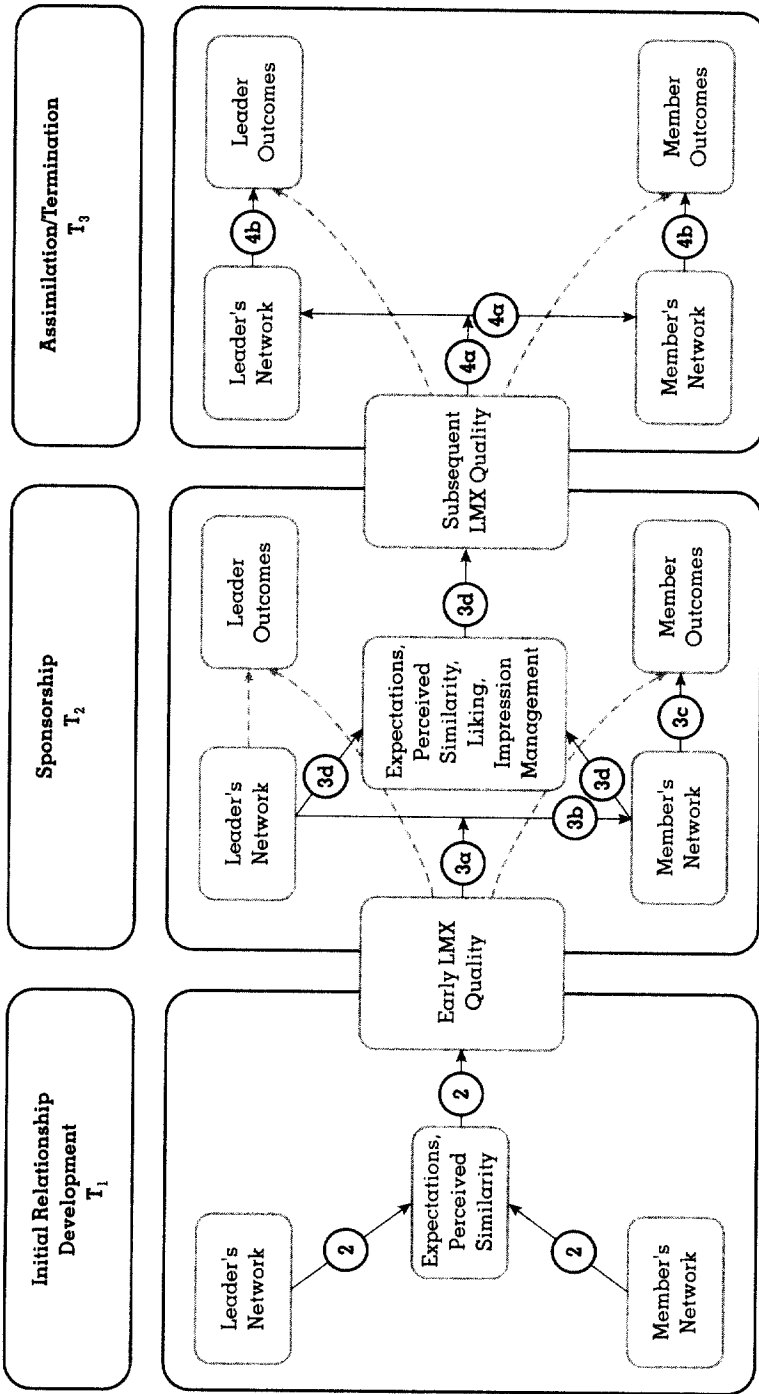 Initial Relationship
Development
T1
Sponsorship
T2
Assimilation/Termination
T3
Leader's
Network
2
Expectations,
Perceived
Similarity
2
Member's
Network
2
Early LMX
Quality
Leader's
Network
Leader
Outcomes
3d
3a
Expectations,
Perceived
Similarity,
Liking,
Impression
Management
3d
3b
3d
Member's
Network
3c
Member
Outcomes
Subsequent
LMX Quality
Leader's
Network
4b
Leader
Outcomes
4a
4a
Member's
Network
4b
Member
Outcomes